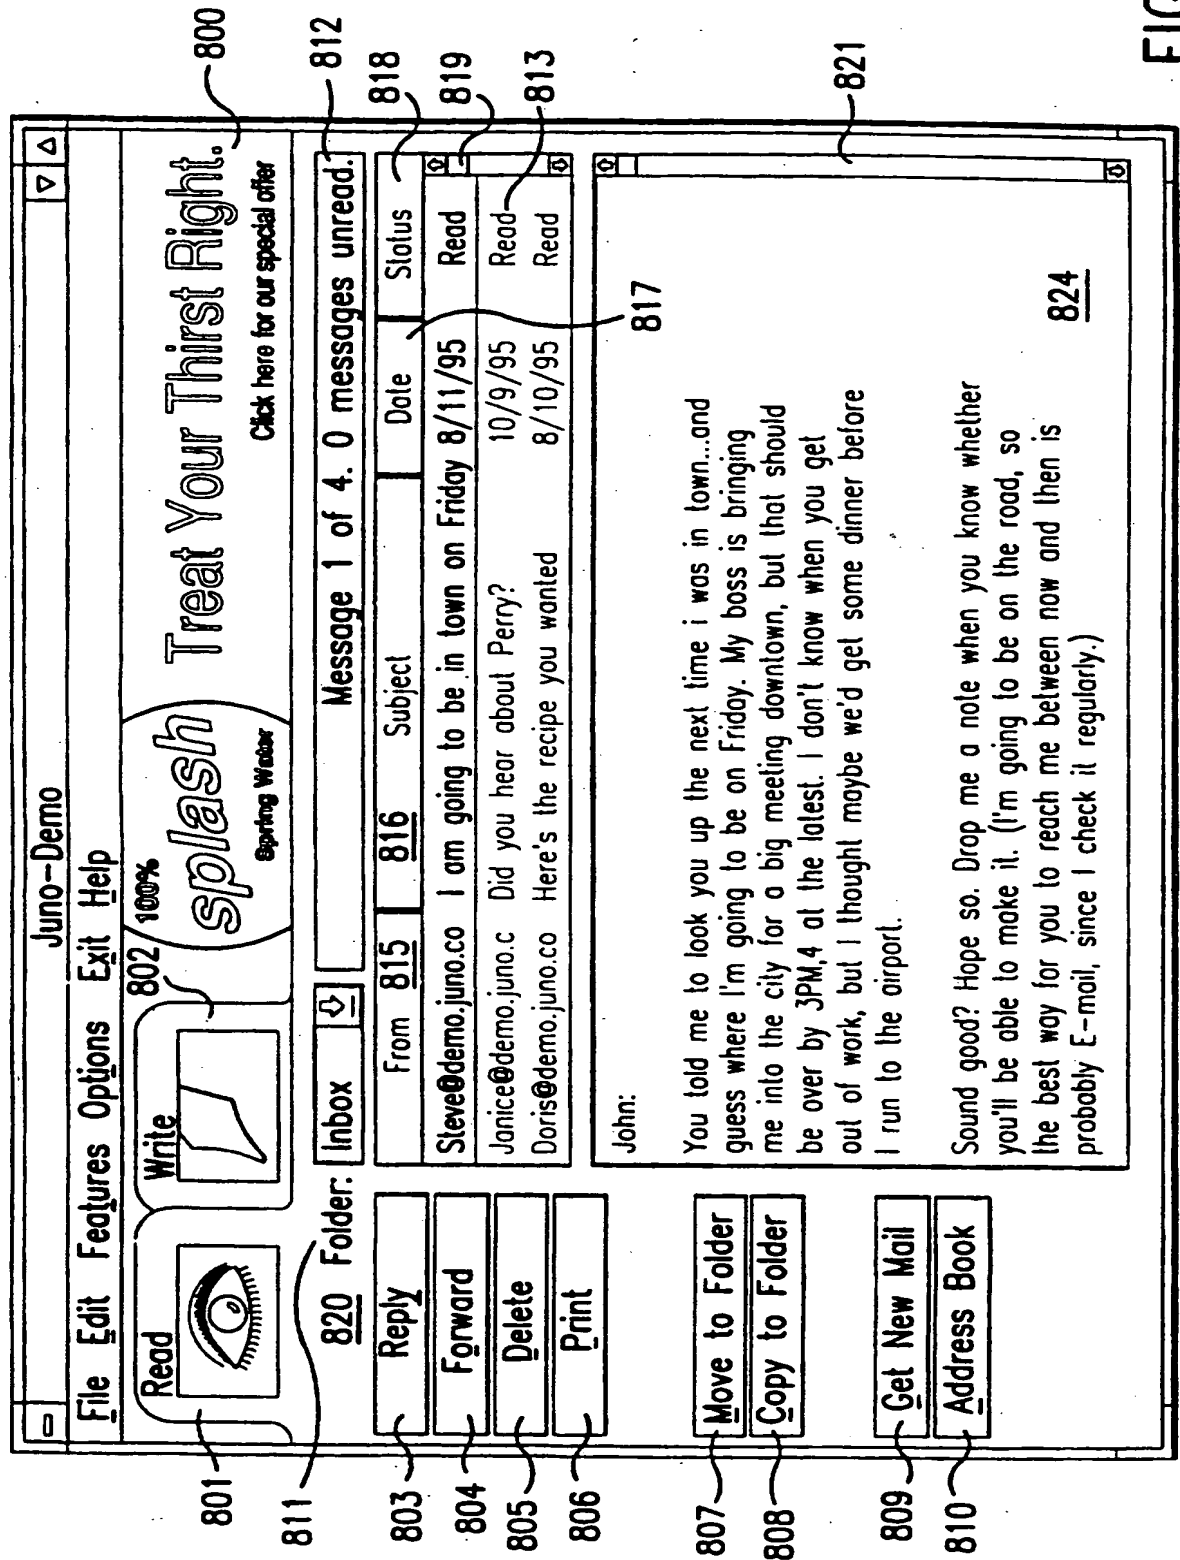 Juno-Demo
File Edit Features Options Exit Help
Read
Write
802
100%
splash
Spring Water
Treat Your Thirst Right.
Click here for our special offer
800
801
811
820 Folder: Inbox
Message 1 of 4. 0 messages unread.
812
From 815
816 Subject
Date
Status
818
Steve@demo.juno.co I am going to be in town on Friday 8/11/95 Read
819
Janice@demo.juno.c Did you hear about Perry? 10/9/95 Read
813
Doris@demo.juno.co Here's the recipe you wanted 8/10/95 Read
817
803 Reply
804 Forward
805 Delete
806 Print
807 Move to Folder
808 Copy to Folder
809 Get New Mail
810 Address Book
John:
You told me to look you up the next time i was in town...and
guess where I'm going to be on Friday. My boss is bringing
me into the city for a big meeting downtown, but that should
be over by 3PM,4 at the latest. I don't know when you get
out of work, but I thought maybe we'd get some dinner before
I run to the airport.
Sound good? Hope so. Drop me a note when you know whether
you'll be able to make it. (I'm going to be on the road, so
the best way for you to reach me between now and then is
probably E-mail, since I check it regularly.)
821
824